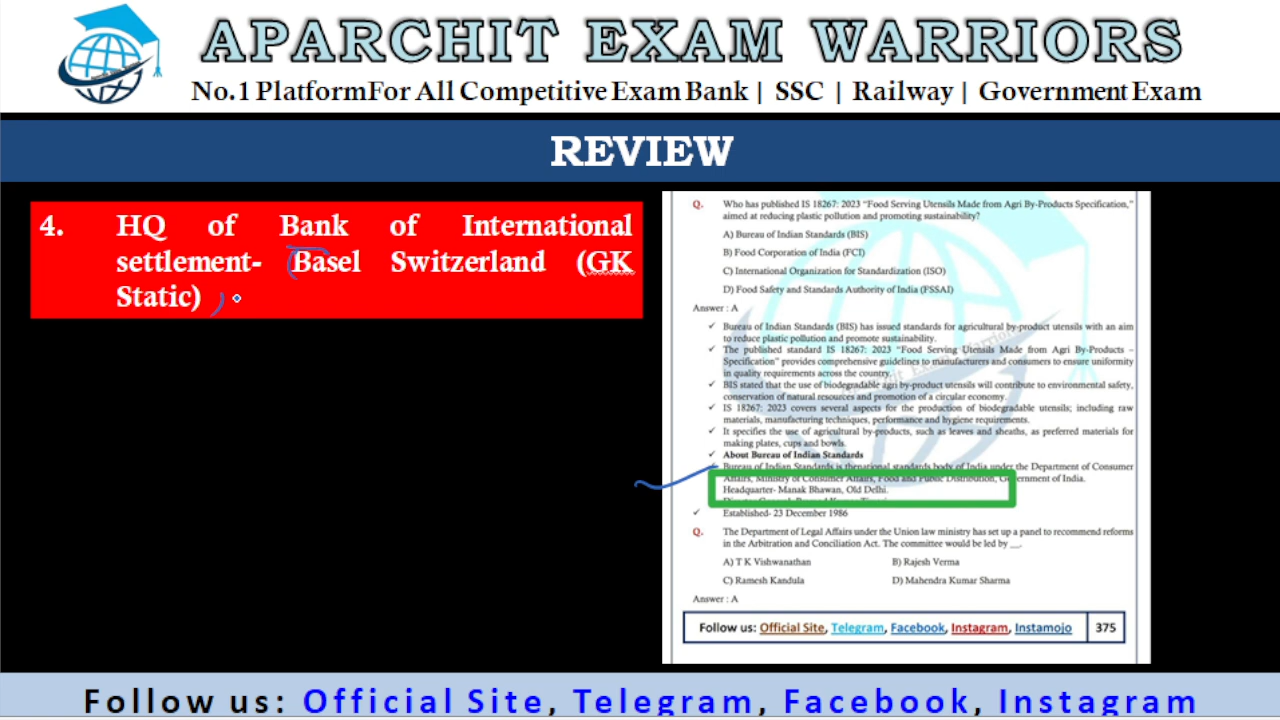 APARCHIT EXAM WARRIORS
No.1 PlatformFor All Competitive Exam Bank | SSC | Railway | Government Exam
REVIEW
4. HQ of Bank of International
settlement- Basel Switzerland (GK
Static)
Q. Who has published IS 18267: 2023 “Food Serving Utensils Made from Agri By-Products Specification,”
aimed at reducing plastic pollution and promoting sustainability?
A) Bureau of Indian Standards (BIS)
B) Food Corporation of India (FCI)
C) International Organization for Standardization (ISO)
D) Food Safety and Standards Authority of India (FSSAI)
Answer : A
✓ Bureau of Indian Standards (BIS) has issued standards for agricultural by-product utensils with an aim
to reduce plastic pollution and promote sustainability.
✓ The published standard IS 18267: 2023 “Food Serving Utensils Made from Agri By-Products –
Specification” provides comprehensive guidelines to manufacturers and consumers to ensure uniformity
in quality requirements across the country.
✓ BIS stated that the use of biodegradable agri by-product utensils will contribute to environmental safety,
conservation of natural resources and promotion of a circular economy.
✓ IS 18267: 2023 covers several aspects for the production of biodegradable utensils; including raw
materials, manufacturing techniques, performance and hygiene requirements.
✓ It specifies the use of agricultural by-products, such as leaves and sheaths, as preferred materials for
making plates, cups and bowls.
✓ About Bureau of Indian Standards
Bureau of Indian Standards is thenational standards body of India under the Department of Consumer
Affairs, Ministry of Consumer Affairs, Food and Public Distribution, Government of India.
Headquarter- Manak Bhawan, Old Delhi.
✓ Established- 23 December 1986
Q. The Department of Legal Affairs under the Union law ministry has set up a panel to recommend reforms
in the Arbitration and Conciliation Act. The committee would be led by __.
A) T K Vishwanathan B) Rajesh Verma
C) Ramesh Kandula D) Mahendra Kumar Sharma
Answer : A
Follow us: Official Site, Telegram, Facebook, Instagram, Instamojo 375
Follow us: Official Site, Telegram, Facebook, Instagram